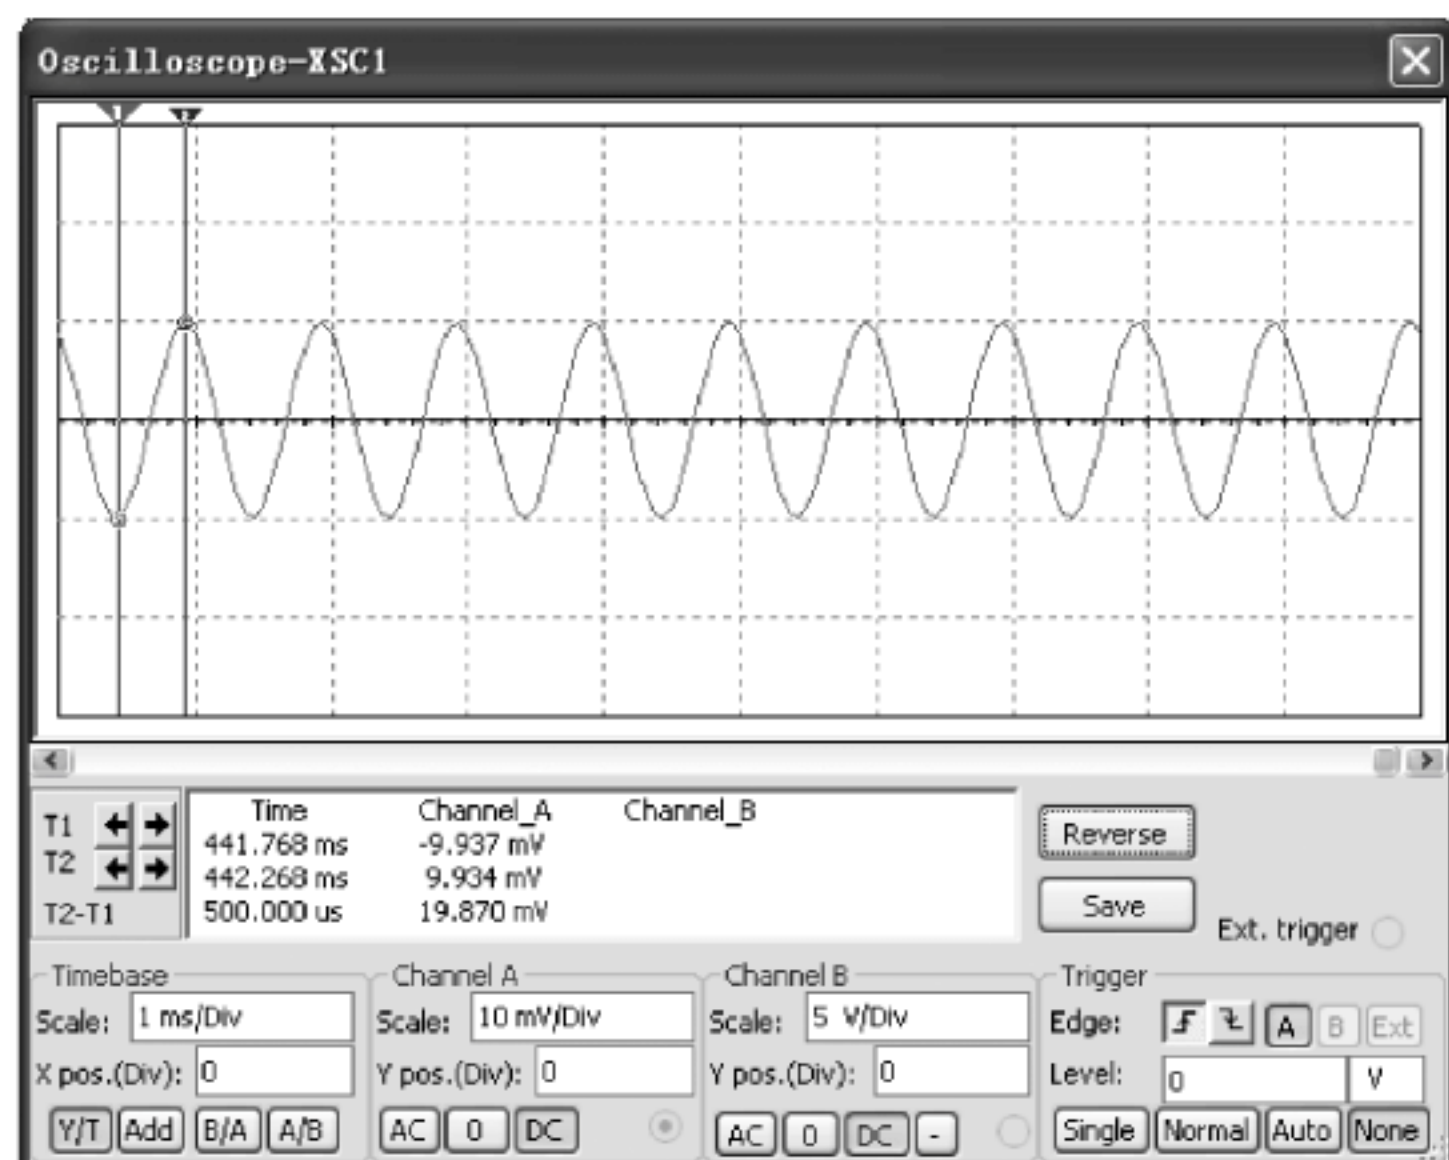 Oscilloscope-XSC1
1 2
Time Channel_A Channel_B
T1 441.768 ms -9.937 mV
T2 442.268 ms 9.934 mV
T2-T1 500.000 us 19.870 mV
Reverse
Save
Ext. trigger
Timebase Channel A Channel B Trigger
Scale: 1 ms/Div Scale: 10 mV/Div Scale: 5 V/Div Edge: A B Ext
X pos.(Div): 0 Y pos.(Div): 0 Y pos.(Div): 0 Level: 0 V
Y/T Add B/A A/B AC 0 DC AC 0 DC - Single Normal Auto None